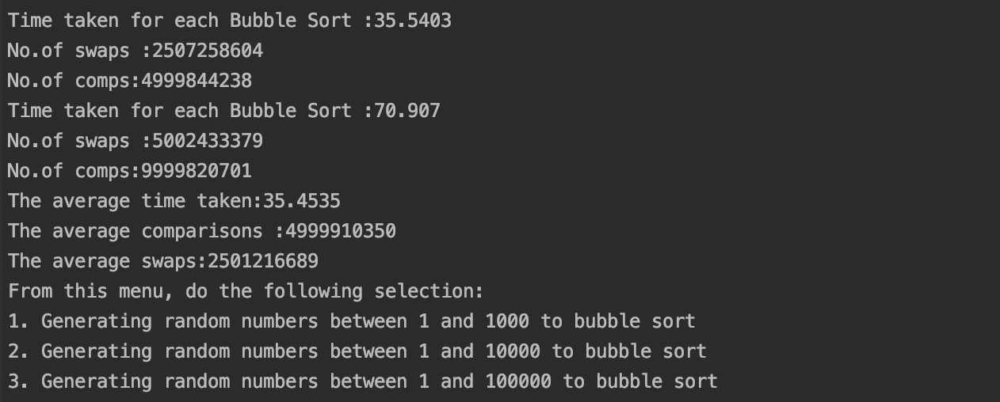 Time taken for each Bubble Sort :35.5403
No.of swaps :2507258604
No.of comps:4999844238
Time taken for each Bubble Sort :70.907
No.of swaps :5002433379
No.of comps:9999820701
The average time taken:35.4535
The average comparisons :4999910350
The average swaps:2501216689
From this menu, do the following selection:
1. Generating random numbers between 1 and 1000 to bubble sort
2. Generating random numbers between 1 and 10000 to bubble sort
3. Generating random numbers between 1 and 100000 to bubble sort